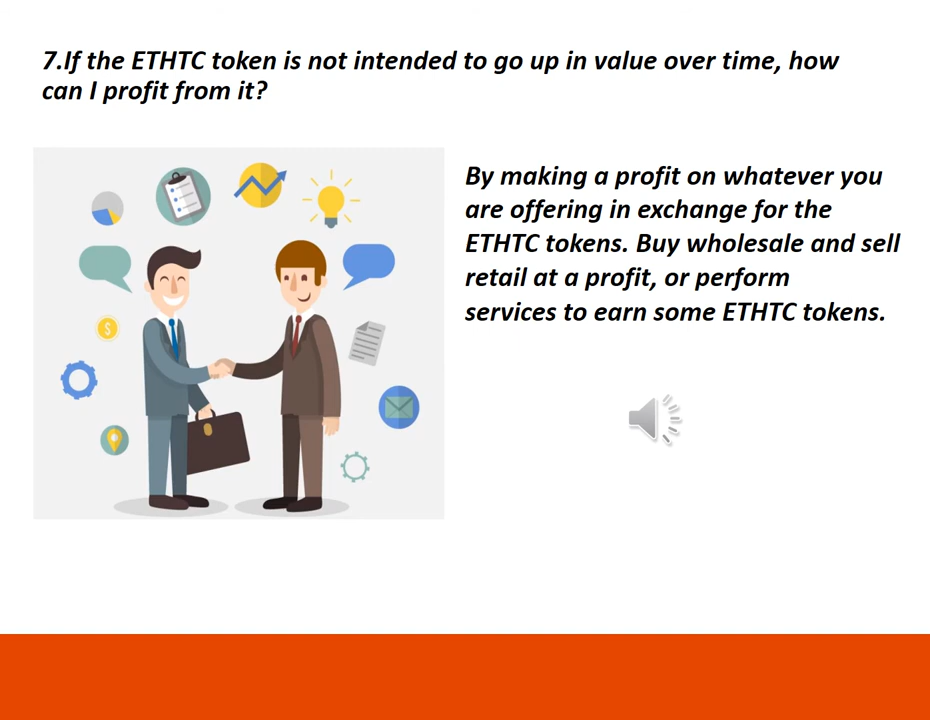 7.If the ETHTC token is not intended to go up in value over time, how
can I profit from it?
By making a profit on whatever you
are offering in exchange for the
ETHTC tokens. Buy wholesale and sell
retail at a profit, or perform
services to earn some ETHTC tokens.
$